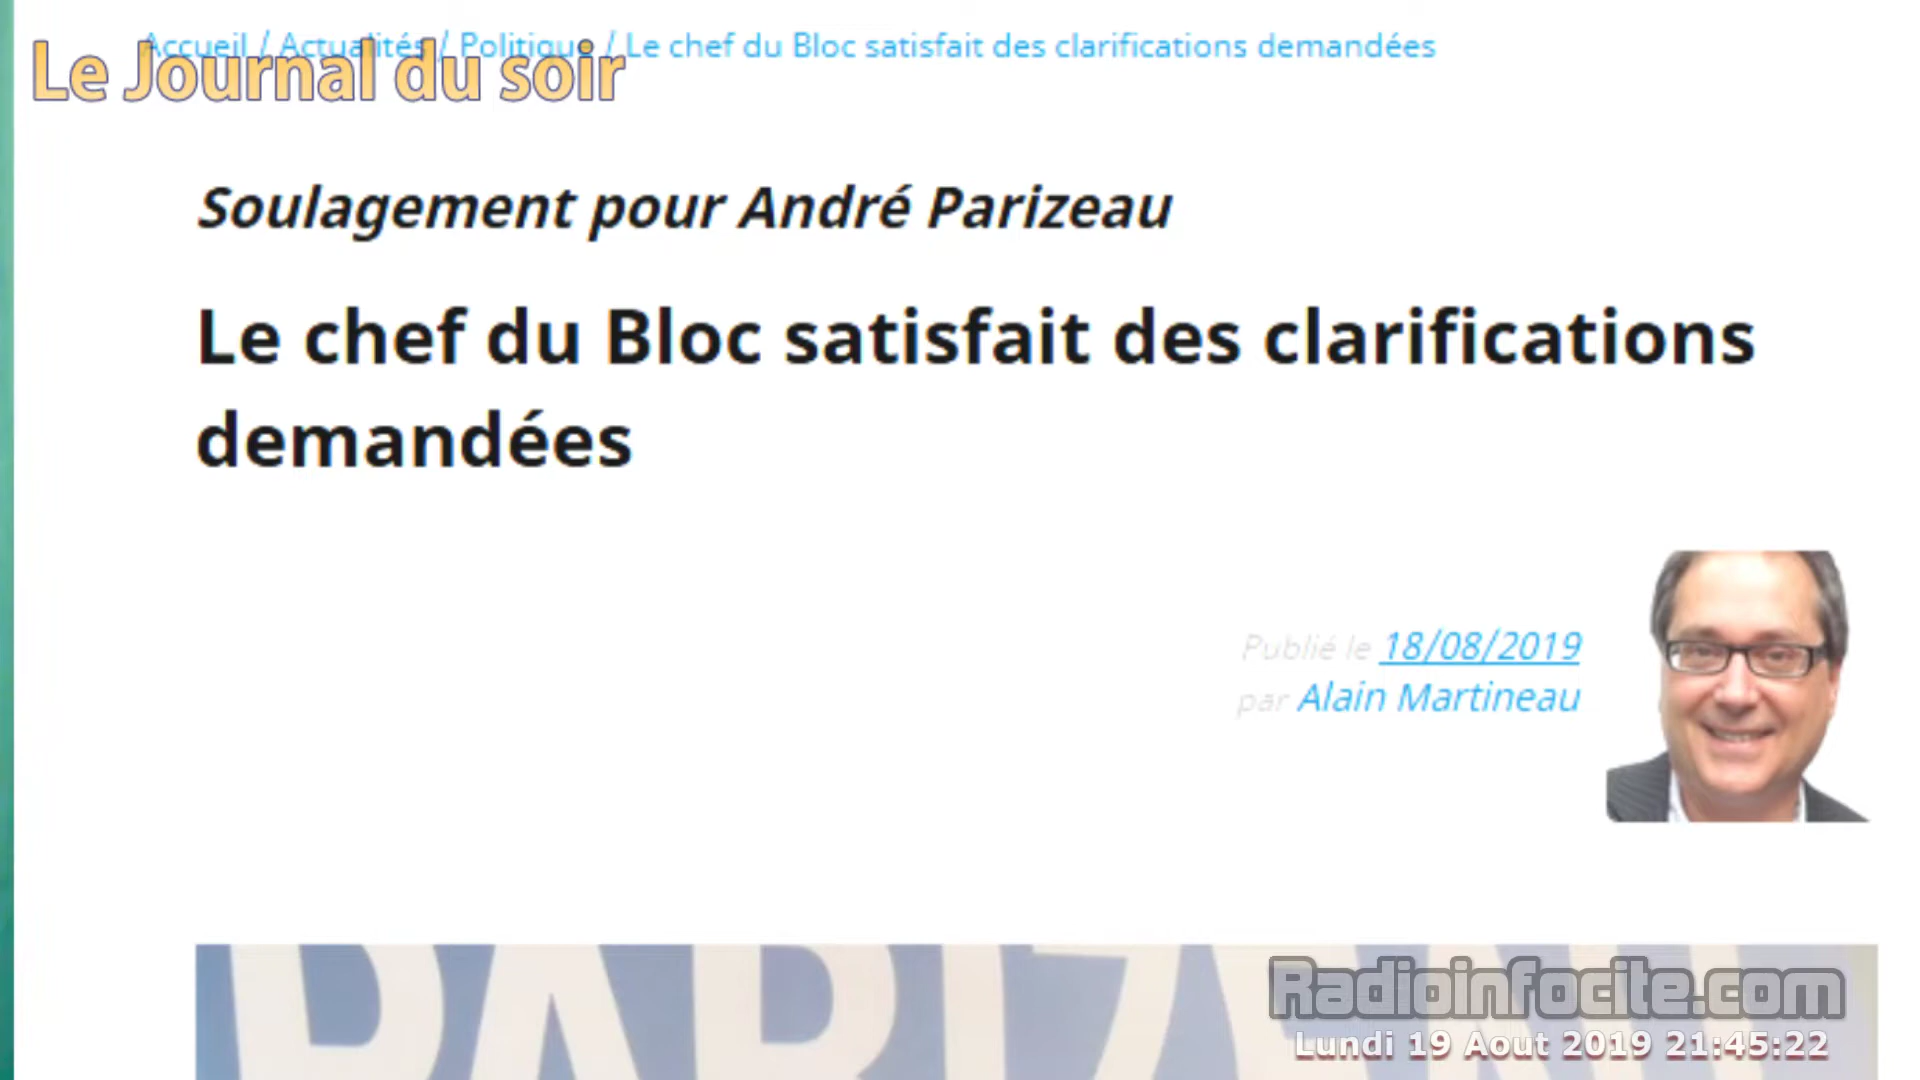 Accueil / Actualités / Politique / Le chef du Bloc satisfait des clarifications demandées
Le Journal du soir
Soulagement pour André Parizeau
Le chef du Bloc satisfait des clarifications
demandées
Publié le 18/08/2019
par Alain Martineau
PARIZEAU
Radioinfocite.com
Lundi 19 Aout 2019 21:45:22